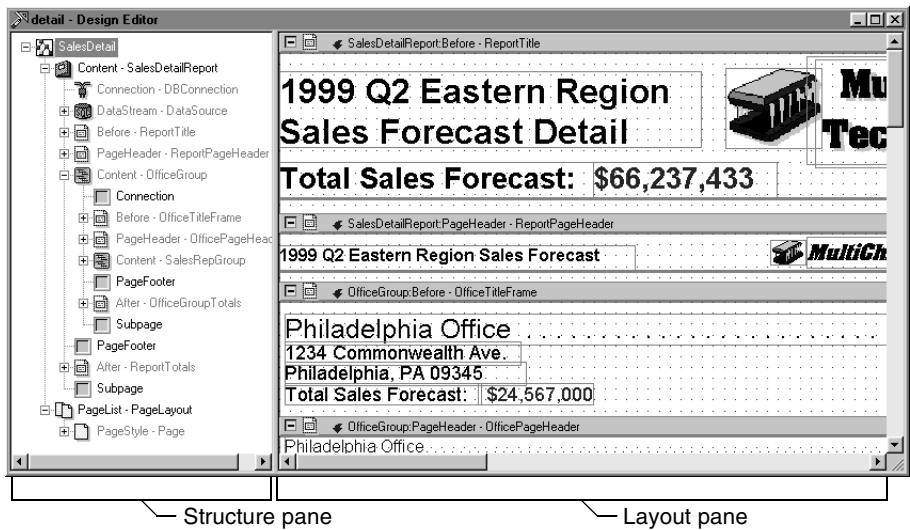 detail - Design Editor
SalesDetail
Content - SalesDetailReport
Connection - DBConnection
DataStream - DataSource
Before - ReportTitle
PageHeader - ReportPageHeader
Content - OfficeGroup
Connection
Before - OfficeTitleFrame
PageHeader - OfficePageHead
Content - SalesRepGroup
PageFooter
After - OfficeGroupTotals
Subpage
PageFooter
After - ReportTotals
Subpage
PageList - PageLayout
PageStyle - Page
SalesDetailReport:Before - ReportTitle
1999 Q2 Eastern Region
Sales Forecast Detail
Mu
Tec
Total Sales Forecast: $66,237,433
SalesDetailReport:PageHeader - ReportPageHeader
1999 Q2 Eastern Region Sales Forecast
MultiCh
OfficeGroup:Before - OfficeTitleFrame
Philadelphia Office . . . . . . . . . . . . . . . . . . . . . .
1234 Commonwealth Ave.
Philadelphia, PA 09345
Total Sales Forecast: $24,567,000
OfficeGroup:PageHeader - OfficePageHeader
Philadelphia Office
Structure pane
Layout pane